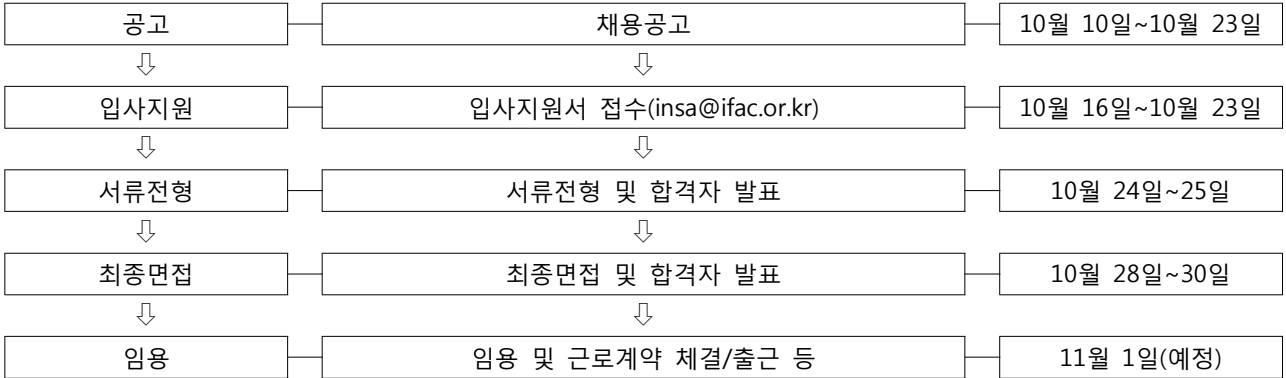 공고 채용공고 10월 10일~10월 23일
⇩ ⇩
입사지원 입사지원서 접수(insa@ifac.or.kr) 10월 16일~10월 23일
⇩ ⇩
서류전형 서류전형 및 합격자 발표 10월 24일~25일
⇩ ⇩
최종면접 최종면접 및 합격자 발표 10월 28일~30일
⇩ ⇩
임용 임용 및 근로계약 체결/출근 등 11월 1일(예정)